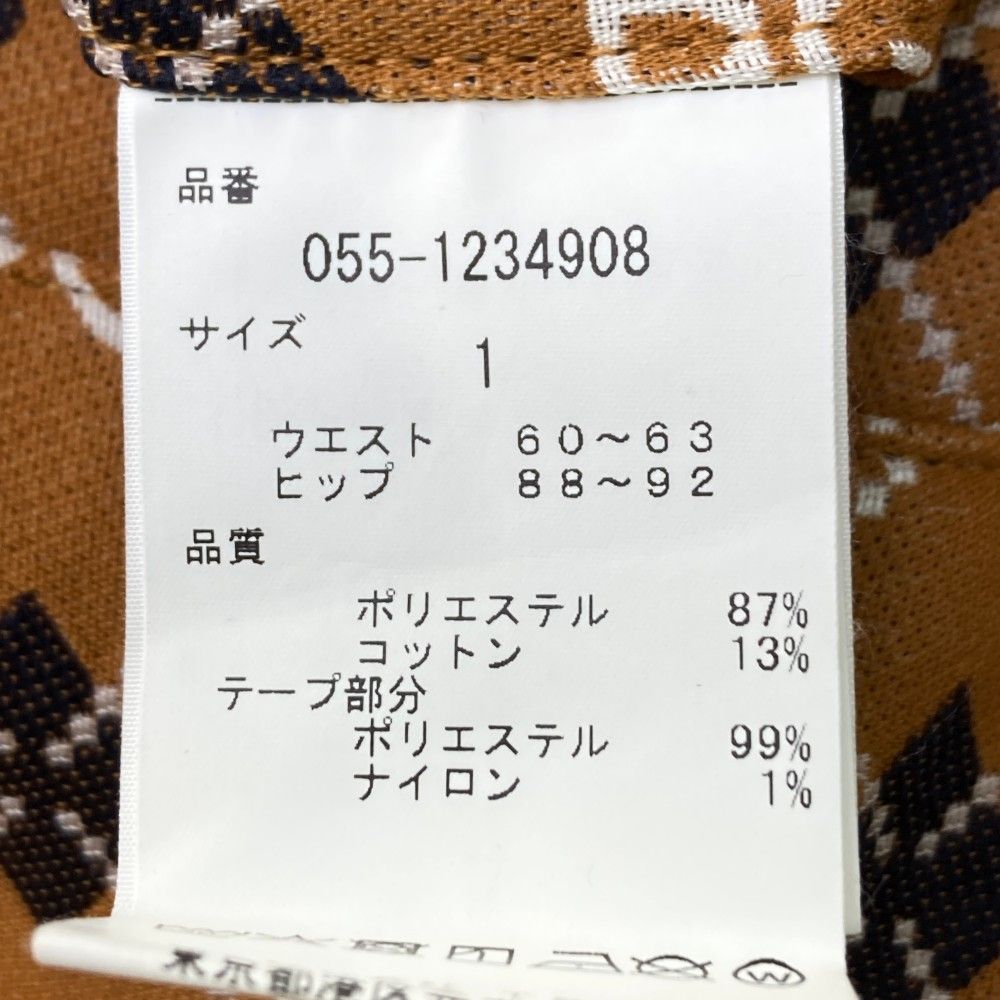 品番
055-1234908
サイズ
1
ウエスト 60～63
ヒップ 88～92
品質
ポリエステル 87%
コットン 13%
テープ部分
ポリエステル 99%
ナイロン 1%